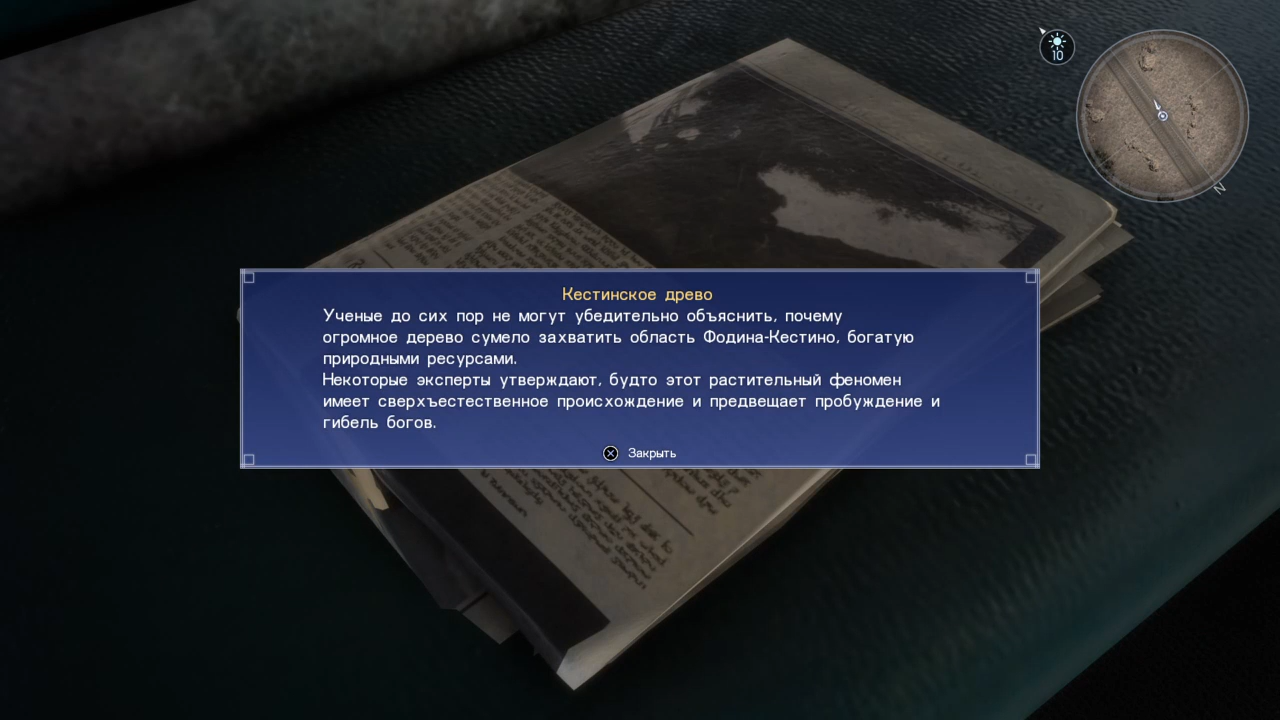 10
N
Кестинское древо
Ученые до сих пор не могут убедительно объяснить, почему
огромное дерево сумело захватить область Фодина-Кестино, богатую
природными ресурсами.
Некоторые эксперты утверждают, будто этот растительный феномен
имеет сверхъестественное происхождение и предвещает пробуждение и
гибель богов.
Закрыть